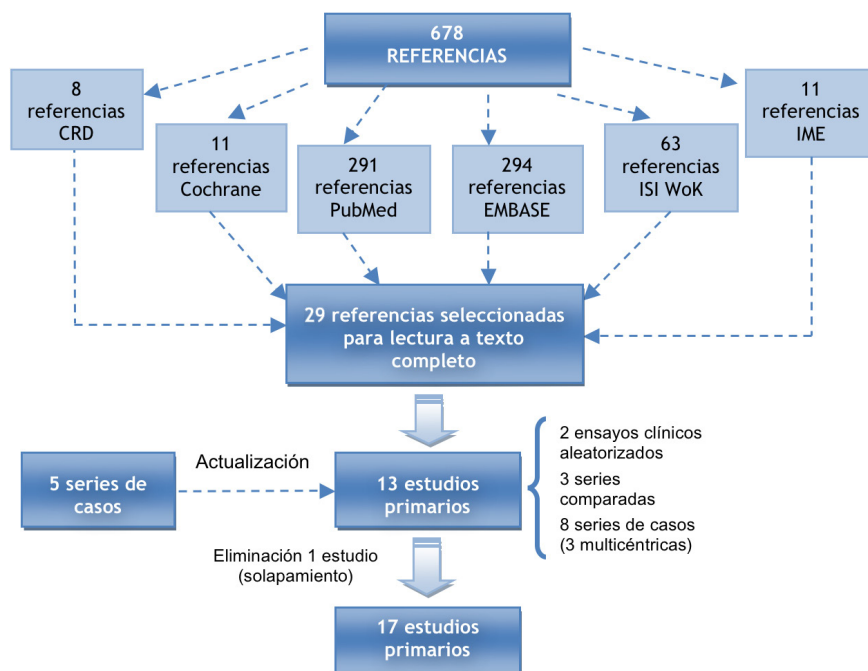 678
REFERENCIAS
8
referencias
CRD
11
referencias
Cochrane
291
referencias
PubMed
294
referencias
EMBASE
63
referencias
ISI WoK
11
referencias
IME
29 referencias seleccionadas
para lectura a texto
completo
5 series de
casos
Actualización
13 estudios
primarios
2 ensayos clínicos
aleatorizados
3 series
comparadas
8 series de casos
(3 multicéntricas)
Eliminación 1 estudio
(solapamiento)
17 estudios
primarios